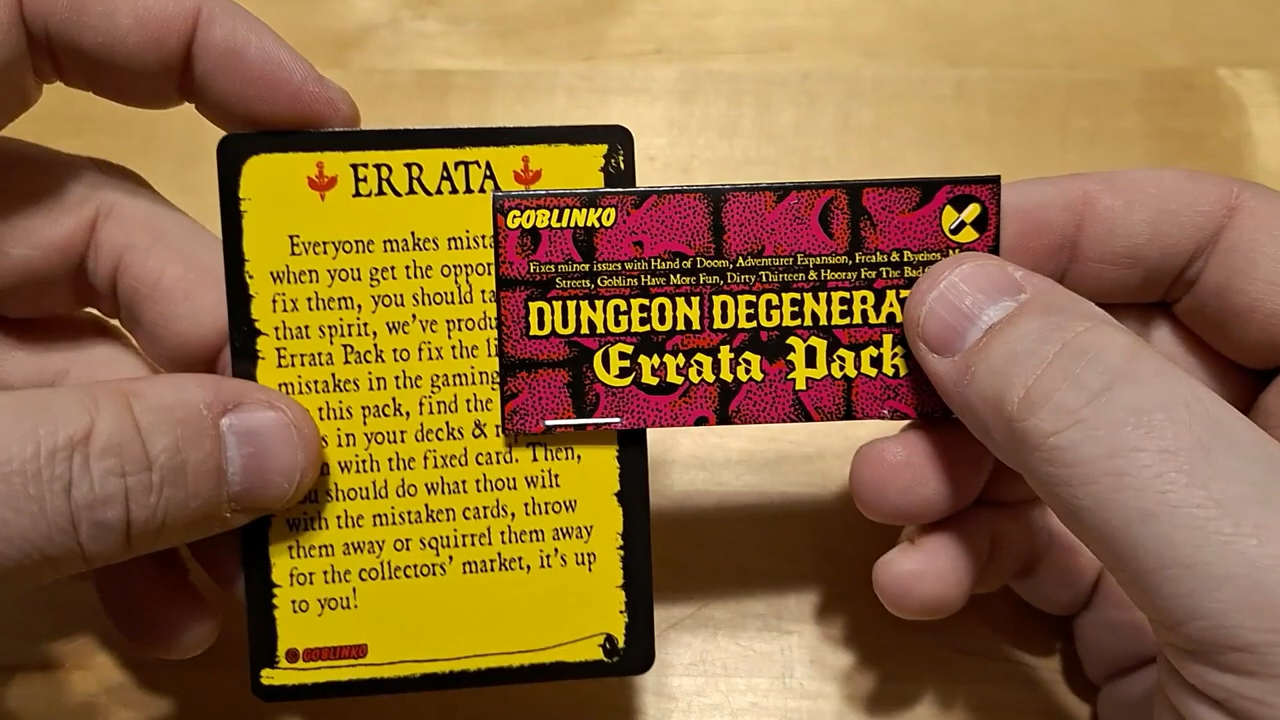 ERRATA
Everyone makes mista
when you get the oppor
fix them, you should ta
that spirit, we've produ
Errata Pack to fix the li
mistakes in the gaming
this pack, find the
s in your decks & r
with the fixed card. Then,
should do what thou wilt
with the mistaken cards, throw
them away or squirrel them away
for the collectors' market, it's up
to you!
© GOBLINKO
GOBLINKO
Fixes minor issues with Hand of Doom, Adventurer Expansion, Freaks & Psychos,
Streets, Goblins Have More Fun, Dirty Thirteen & Hooray For The Bad
DUNGEON DEGENERAT
Errata Pack